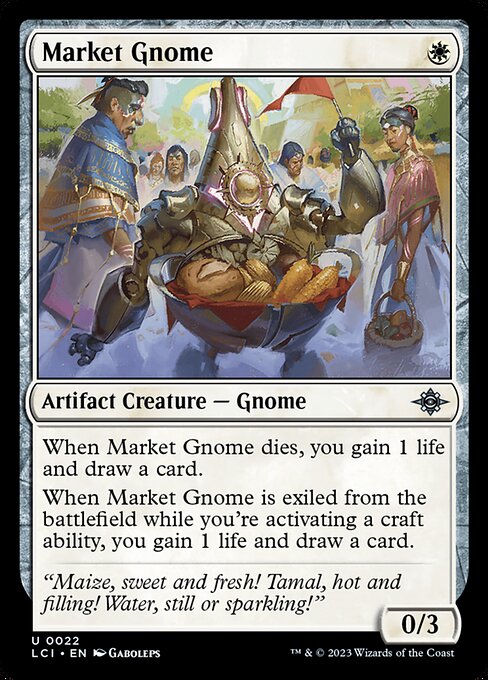 Market Gnome
Artifact Creature — Gnome
When Market Gnome dies, you gain 1 life
and draw a card.
When Market Gnome is exiled from the
battlefield while you’re activating a craft
ability, you gain 1 life and draw a card.
“Maize, sweet and fresh! Tamal, hot and
filling! Water, still or sparkling!”
0/3
U 0022
LCI • EN Gaboleps
™ & © 2023 Wizards of the Coast